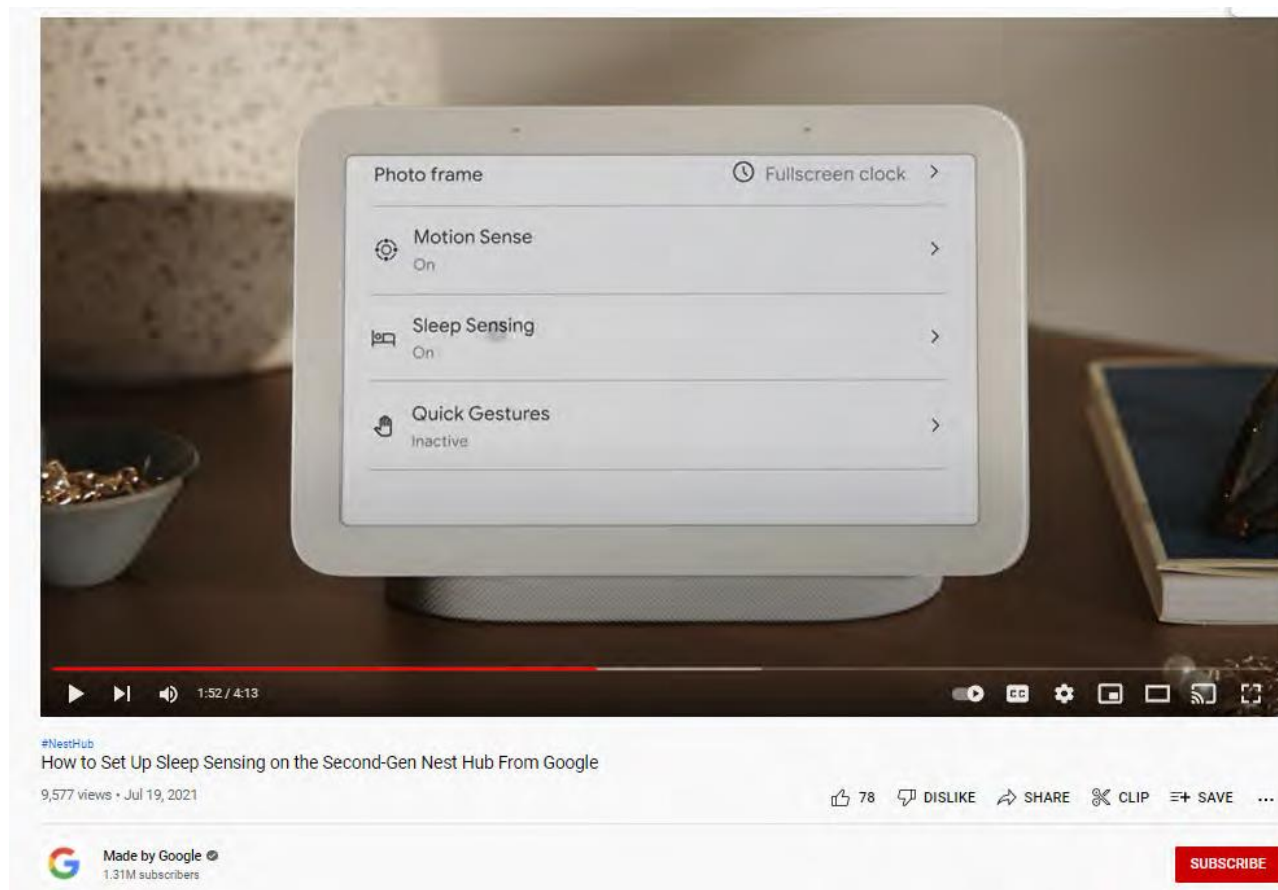 Photo frame
Fullscreen clock
Motion Sense
On
Sleep Sensing
On
Quick Gestures
Inactive
1:52 / 4:13
CC
#NestHub
How to Set Up Sleep Sensing on the Second-Gen Nest Hub From Google
9,577 views • Jul 19, 2021
78 DISLIKE SHARE CLIP SAVE ...
Made by Google
1.31M subscribers
SUBSCRIBE